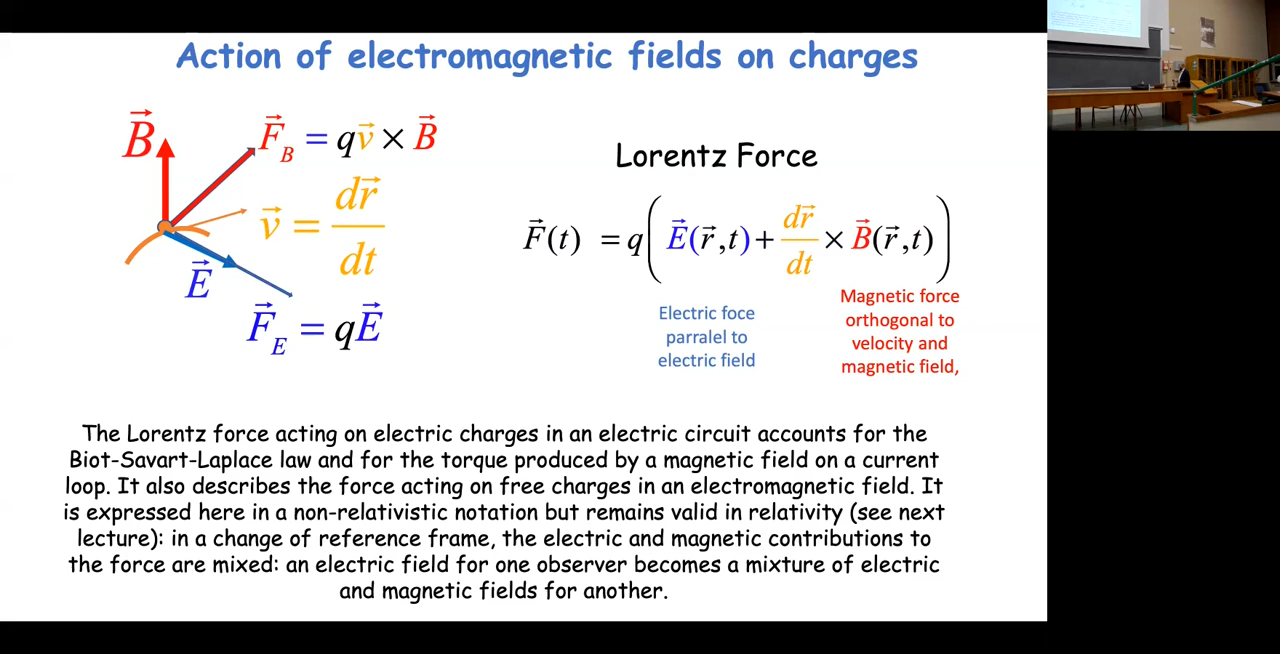 Action of electromagnetic fields on charges
B⃗
F⃗_B = qv⃗ × B⃗
v⃗ = dr⃗/dt
E⃗
F⃗_E = qE⃗
Lorentz Force
F⃗(t) = q( E⃗(r⃗,t) + dr⃗/dt × B⃗(r⃗,t) )
Electric foce
parralel to
electric field
Magnetic force
orthogonal to
velocity and
magnetic field,
The Lorentz force acting on electric charges in an electric circuit accounts for the
Biot-Savart-Laplace law and for the torque produced by a magnetic field on a current
loop. It also describes the force acting on free charges in an electromagnetic field. It
is expressed here in a non-relativistic notation but remains valid in relativity (see next
lecture): in a change of reference frame, the electric and magnetic contributions to
the force are mixed: an electric field for one observer becomes a mixture of electric
and magnetic fields for another.